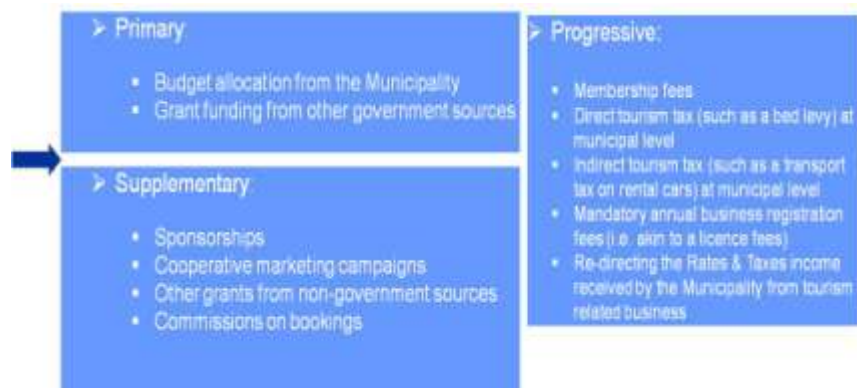 ➢ Primary:
▪ Budget allocation from the Municipality
▪ Grant funding from other government sources
➢ Supplementary:
▪ Sponsorships
▪ Cooperative marketing campaigns
▪ Other grants from non-government sources
▪ Commissions on bookings
➢ Progressive:
▪ Membership fees
▪ Direct tourism tax (such as a bed levy) at
municipal level
▪ Indirect tourism tax (such as a transport
tax on rental cars) at municipal level
▪ Mandatory annual business registration
fees (i.e. akin to a licence fees)
▪ Re-directing the Rates & Taxes income
received by the Municipality from tourism
related business